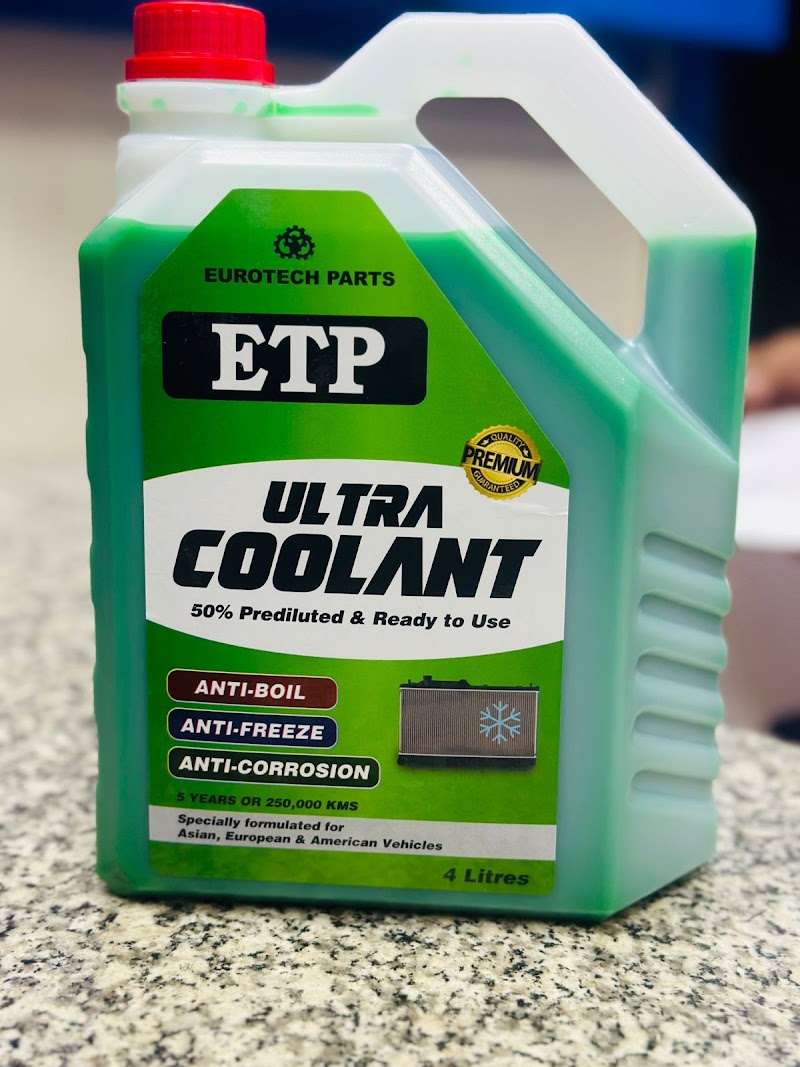 EUROTECH PARTS
ETP
QUALITY
PREMIUM
GUARANTEED
ULTRA
COOLANT
50% Prediluted & Ready to Use
ANTI-BOIL
ANTI-FREEZE
ANTI-CORROSION
5 YEARS OR 250,000 KMS
Specially formulated for
Asian, European & American Vehicles
4 Litres